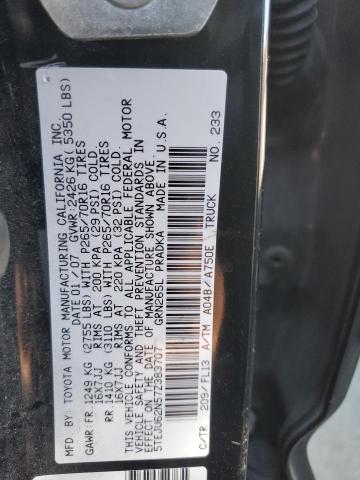 MFD. BY: TOYOTA MOTOR MANUFACTURING CALIFORNIA INC.
DATE 01/07 GVWR 2426 KG (5350 LBS)
GAWR: FR. 1249 KG (2755 LBS) WITH P265/70R16 TIRES
16X7JJ RIMS AT 200 KPA (29 PSI) COLD.
RR. 1410 KG (3110 LBS) WITH P265/70R16 TIRES
16X7JJ RIMS AT 220 KPA (32 PSI) COLD.
THIS VEHICLE CONFORMS TO ALL APPLICABLE FEDERAL MOTOR
VEHICLE SAFETY AND THEFT PREVENTION STANDARDS IN
EFFECT ON THE DATE OF MANUFACTURE SHOWN ABOVE.
5TEJU62N57Z383707 GRN265L PRADKA MADE IN U.S.A.
TRUCK
C/TR 209/FL13 A/TM A04B/A750E NO. 233